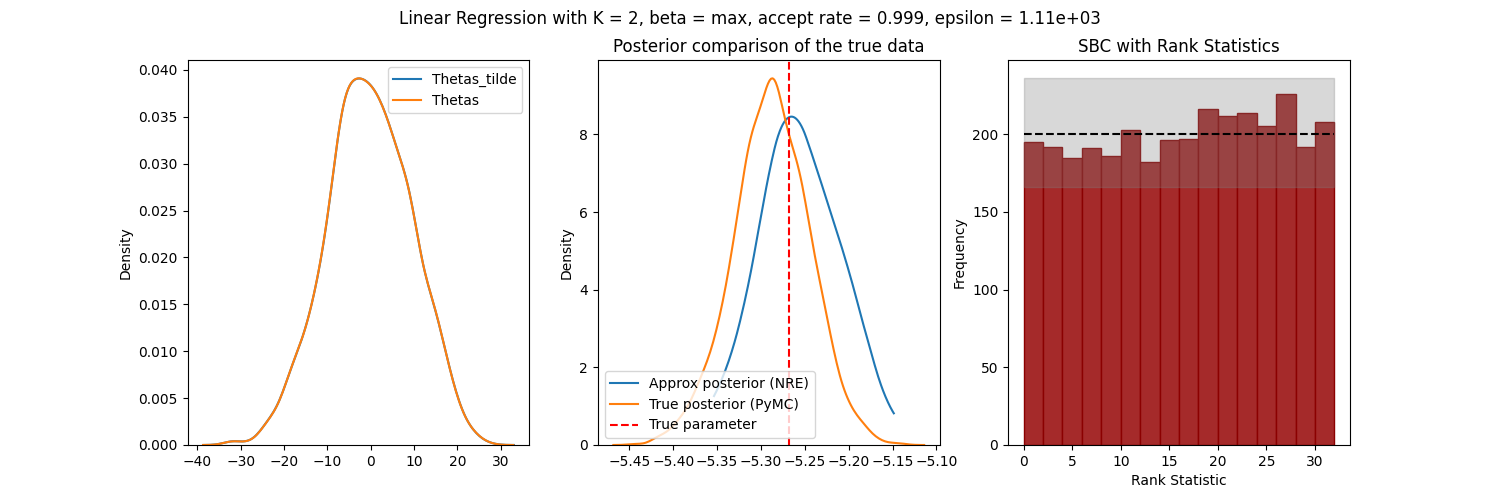 Linear Regression with K = 2, beta = max, accept rate = 0.999, epsilon = 1.11e+03
Density
0.040
0.035
0.030
0.025
0.020
0.015
0.010
0.005
0.000
−40 −30 −20 −10 0 10 20 30
Thetas_tilde
Thetas
Posterior comparison of the true data
Density
8
6
4
2
0
−5.45 −5.40 −5.35 −5.30 −5.25 −5.20 −5.15 −5.10
Approx posterior (NRE)
True posterior (PyMC)
True parameter
SBC with Rank Statistics
Frequency
200
150
100
50
0
0 5 10 15 20 25 30
Rank Statistic